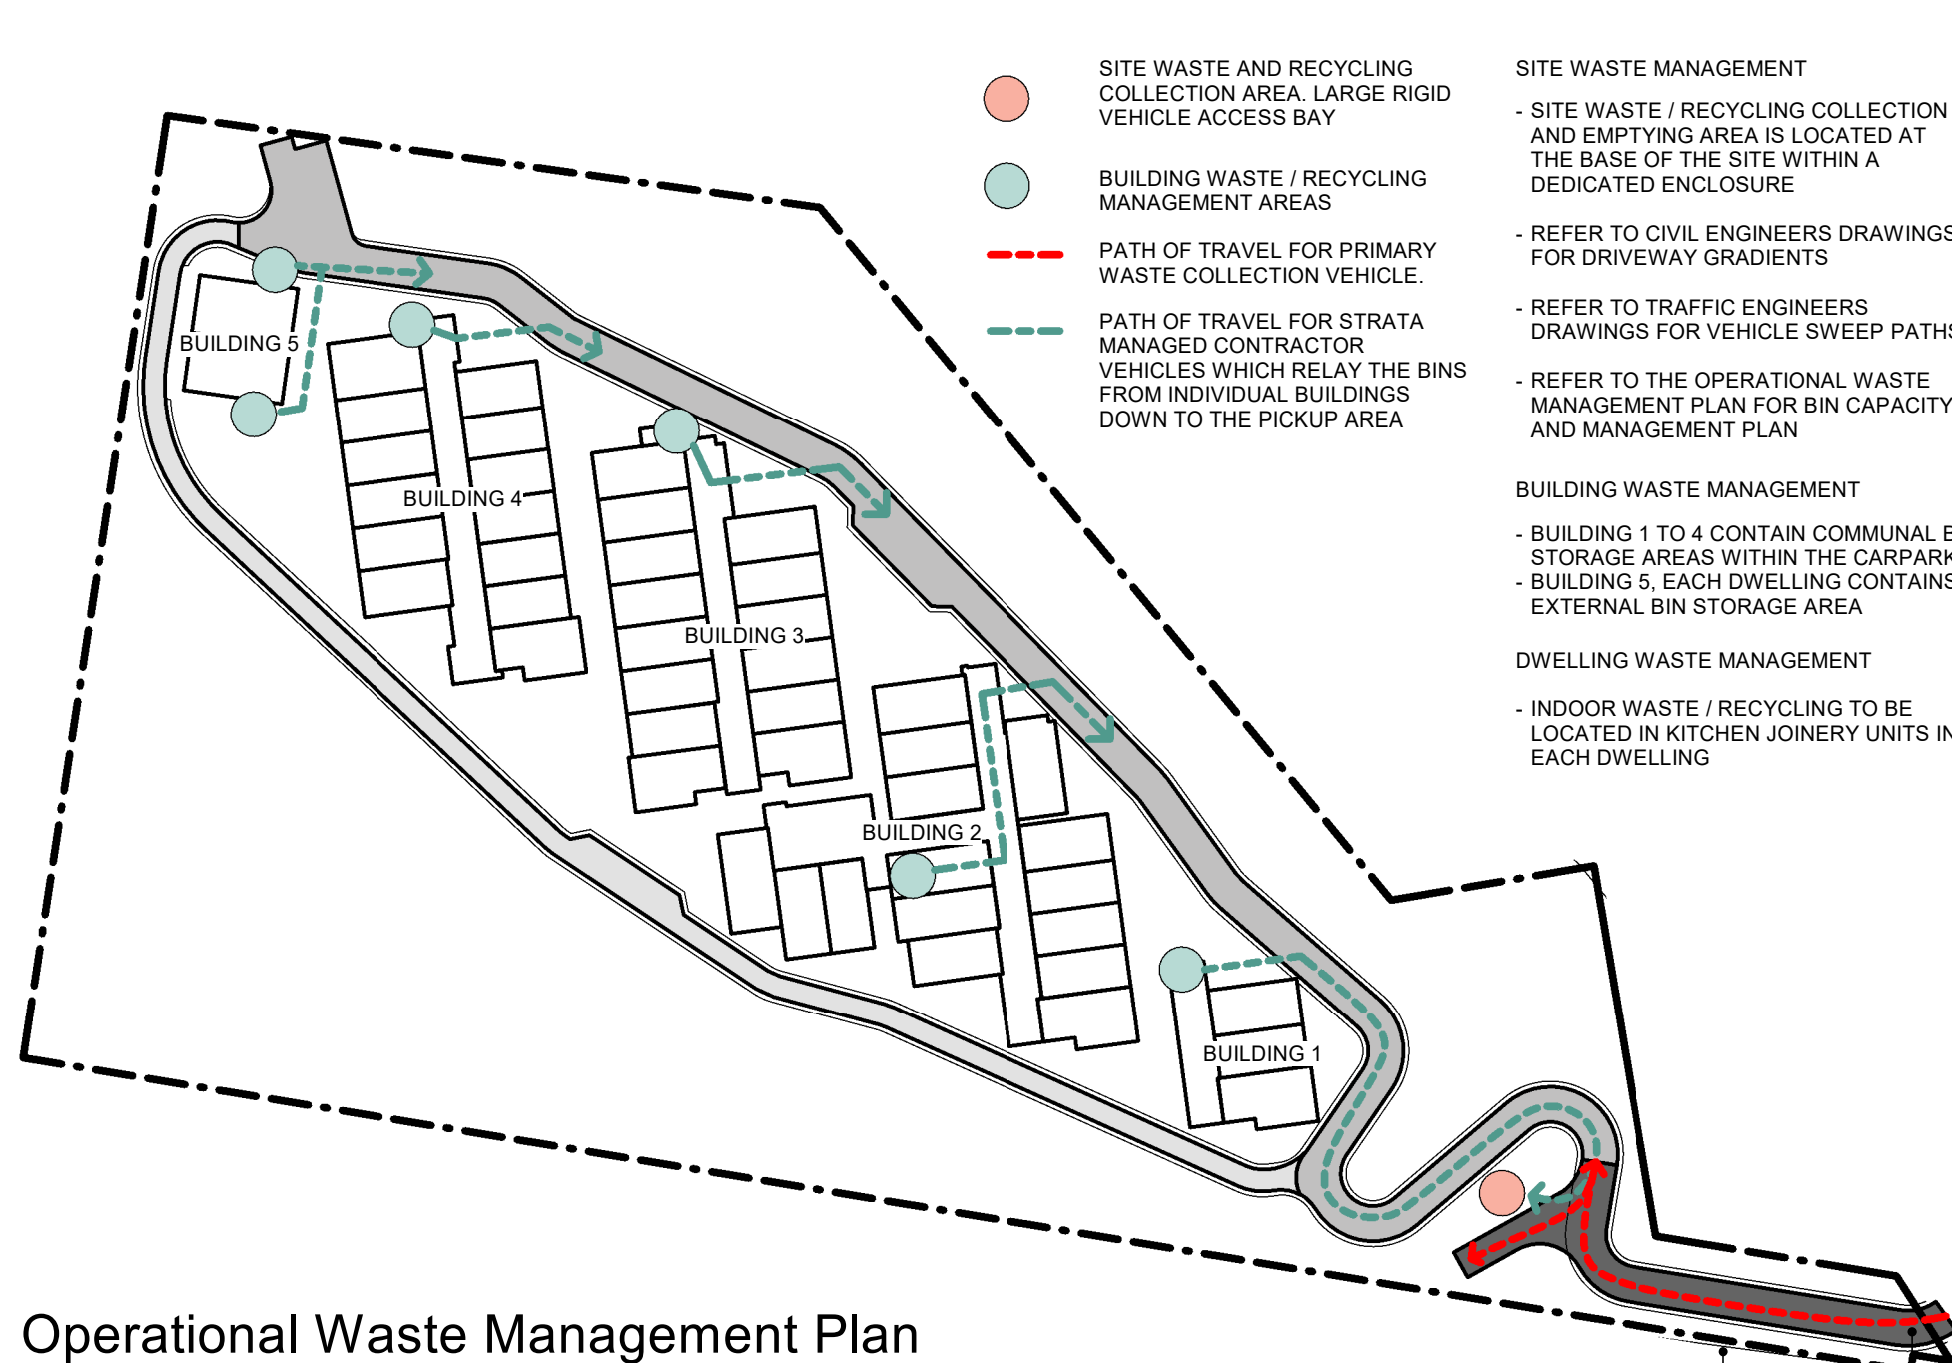 SITE WASTE AND RECYCLING
COLLECTION AREA. LARGE RIGID
VEHICLE ACCESS BAY
BUILDING WASTE / RECYCLING
MANAGEMENT AREAS
PATH OF TRAVEL FOR PRIMARY
WASTE COLLECTION VEHICLE.
PATH OF TRAVEL FOR STRATA
MANAGED CONTRACTOR
VEHICLES WHICH RELAY THE BINS
FROM INDIVIDUAL BUILDINGS
DOWN TO THE PICKUP AREA
SITE WASTE MANAGEMENT
- SITE WASTE / RECYCLING COLLECTION
AND EMPTYING AREA IS LOCATED AT
THE BASE OF THE SITE WITHIN A
DEDICATED ENCLOSURE
- REFER TO CIVIL ENGINEERS DRAWINGS
FOR DRIVEWAY GRADIENTS
- REFER TO TRAFFIC ENGINEERS
DRAWINGS FOR VEHICLE SWEEP PATHS
- REFER TO THE OPERATIONAL WASTE
MANAGEMENT PLAN FOR BIN CAPACITY
AND MANAGEMENT PLAN
BUILDING WASTE MANAGEMENT
- BUILDING 1 TO 4 CONTAIN COMMUNAL
STORAGE AREAS WITHIN THE CARPARK
- BUILDING 5, EACH DWELLING CONTAINS
EXTERNAL BIN STORAGE AREA
DWELLING WASTE MANAGEMENT
- INDOOR WASTE / RECYCLING TO BE
LOCATED IN KITCHEN JOINERY UNITS IN
EACH DWELLING
BUILDING 5
BUILDING 4
BUILDING 3
BUILDING 2
BUILDING 1
Operational Waste Management Plan